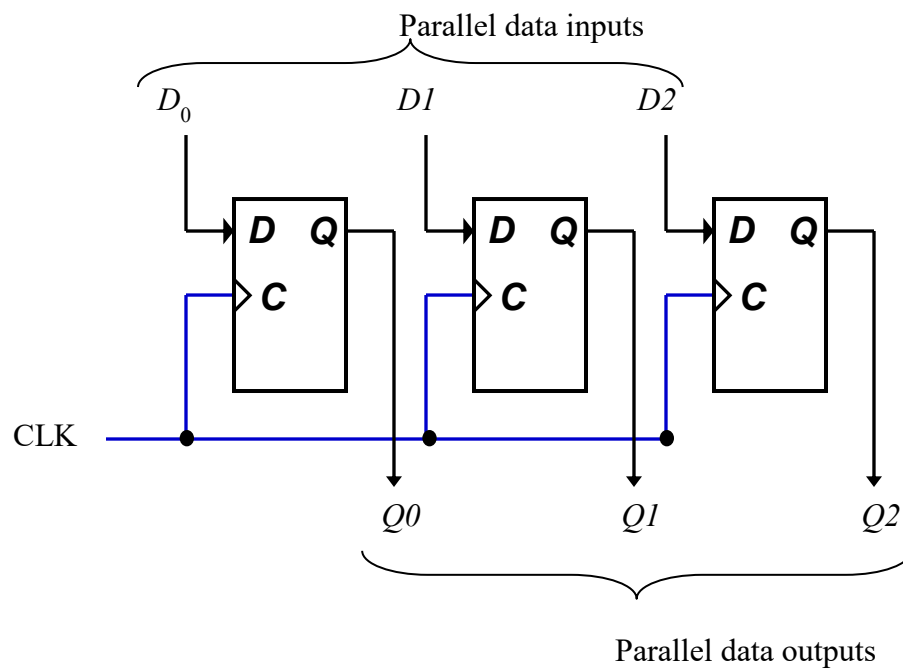 Parallel data inputs
D0 D1 D2
D Q D Q D Q
C C C
CLK
Q0 Q1 Q2
Parallel data outputs